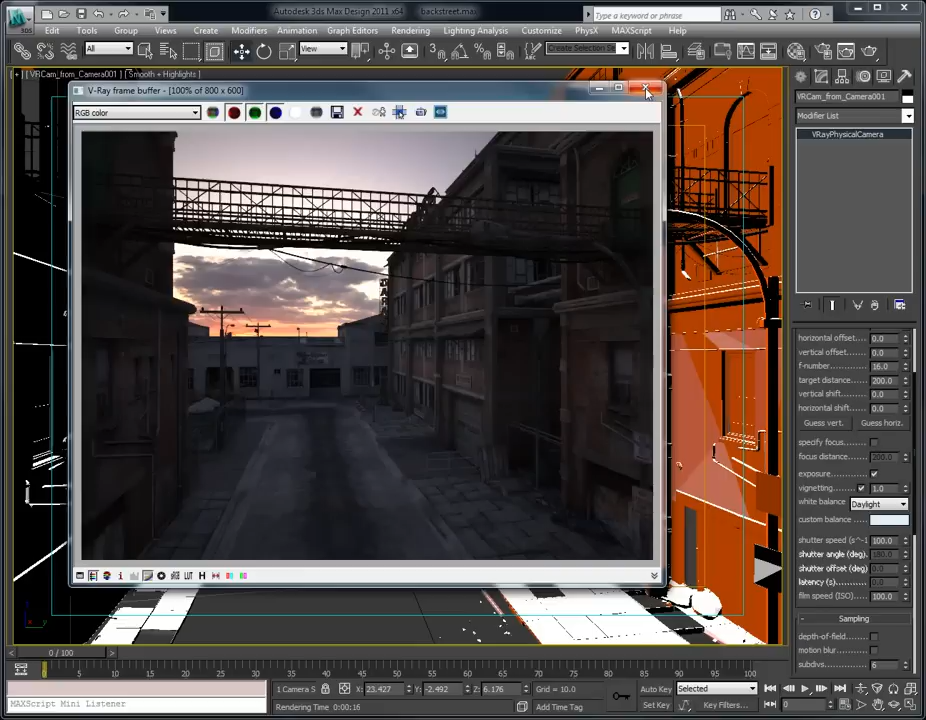 Autodesk 3ds Max Design 2011 x64 backstreet.max
Type a keyword or phrase
Edit Tools Group Views Create Modifiers Animation Graph Editors Rendering Lighting Analysis Customize PhysX MAXScript Help
All View Create Selection Se
[ + ] [ VRCam_from_Camera001 ] [ Smooth + Highlights ]
V-Ray frame buffer - [100% of 800 x 600]
RGB color
VRCam_from_Camera001
Modifier List
VRayPhysicalCamera
horizontal offset.. 0.0
vertical offset... 0.0
f-number 16.0
target distance.. 200.0
vertical shift.... 0.0
horizontal shift.. 0.0
Guess vert. Guess horiz.
specify focus
focus distance 200.0
exposure
vignetting 1.0
white balance Daylight
custom balance
shutter speed (s^-1 100.0
shutter angle (deg) 180.0
shutter offset (deg) 0.0
latency (s) 0.0
film speed (ISO) 100.0
Sampling
depth-of-field
motion blur
subdivs 6
LUT H
0 / 100
0 5 10 15 20 25 30 35 40 45 50 55 60 65 70 75 80 85 90 95 100
1 Camera S X: 23.427 Y: -2.492 Z: 6.176 Grid = 10.0 Auto Key Selected
MAXScript Mini Listener Rendering Time 0:00:16 Add Time Tag Set Key Key Filters... 0